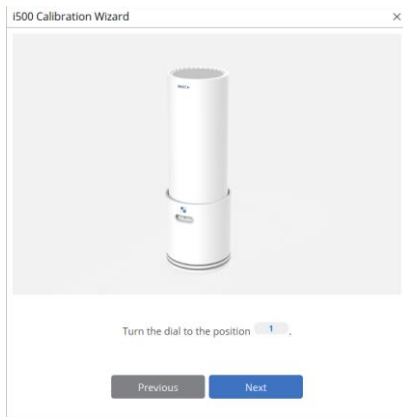 i500 Calibration Wizard
Turn the dial to the position 1 .
Previous
Next